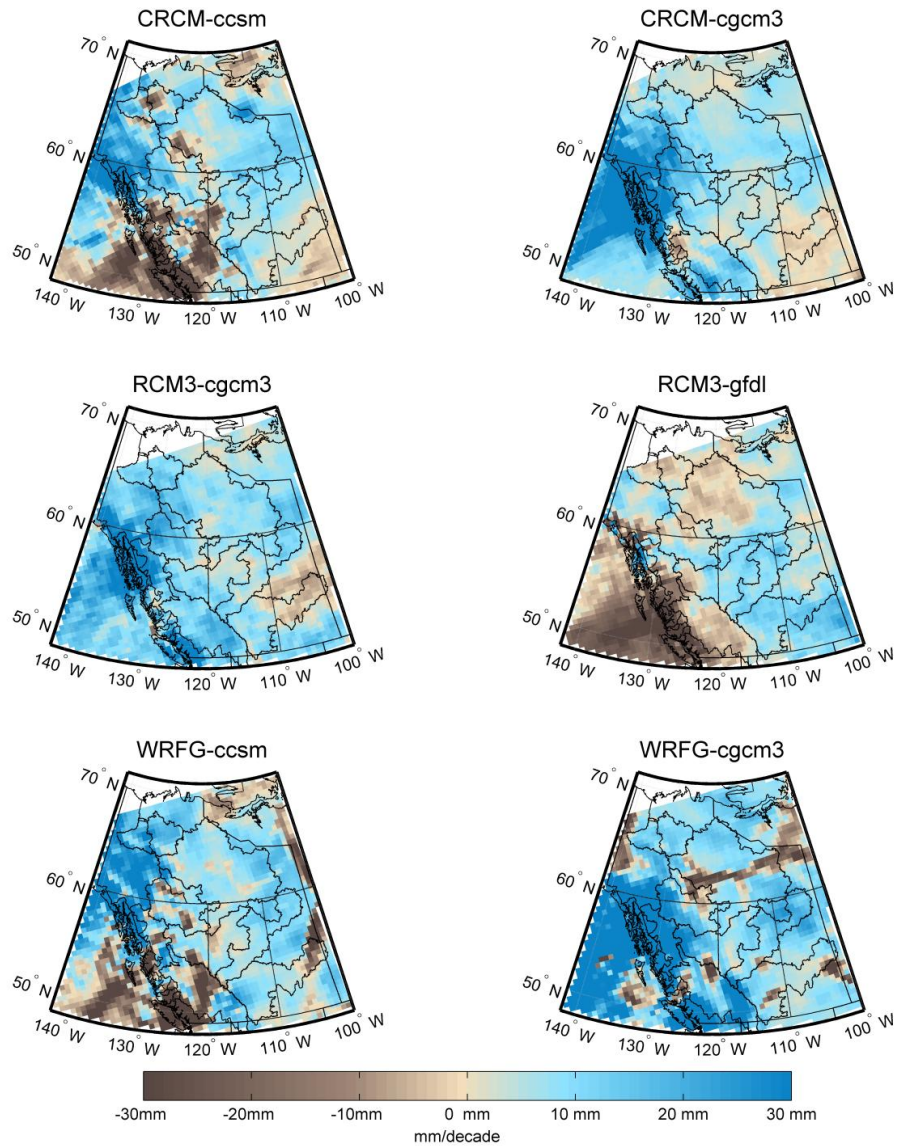 CRCM-ccsm
CRCM-cgcm3
70° N
60° N
50° N
140° W
130° W
120° W
110° W
100° W
70° N
60° N
50° N
140° W
130° W
120° W
110° W
100° W
RCM3-cgcm3
RCM3-gfdl
70° N
60° N
50° N
140° W
130° W
120° W
110° W
100° W
70° N
60° N
50° N
140° W
130° W
120° W
110° W
100° W
WRFG-ccsm
WRFG-cgcm3
70° N
60° N
50° N
140° W
130° W
120° W
110° W
100° W
70° N
60° N
50° N
140° W
130° W
120° W
110° W
100° W
-30mm -20mm -10mm 0 mm 10 mm 20 mm 30 mm
mm/decade